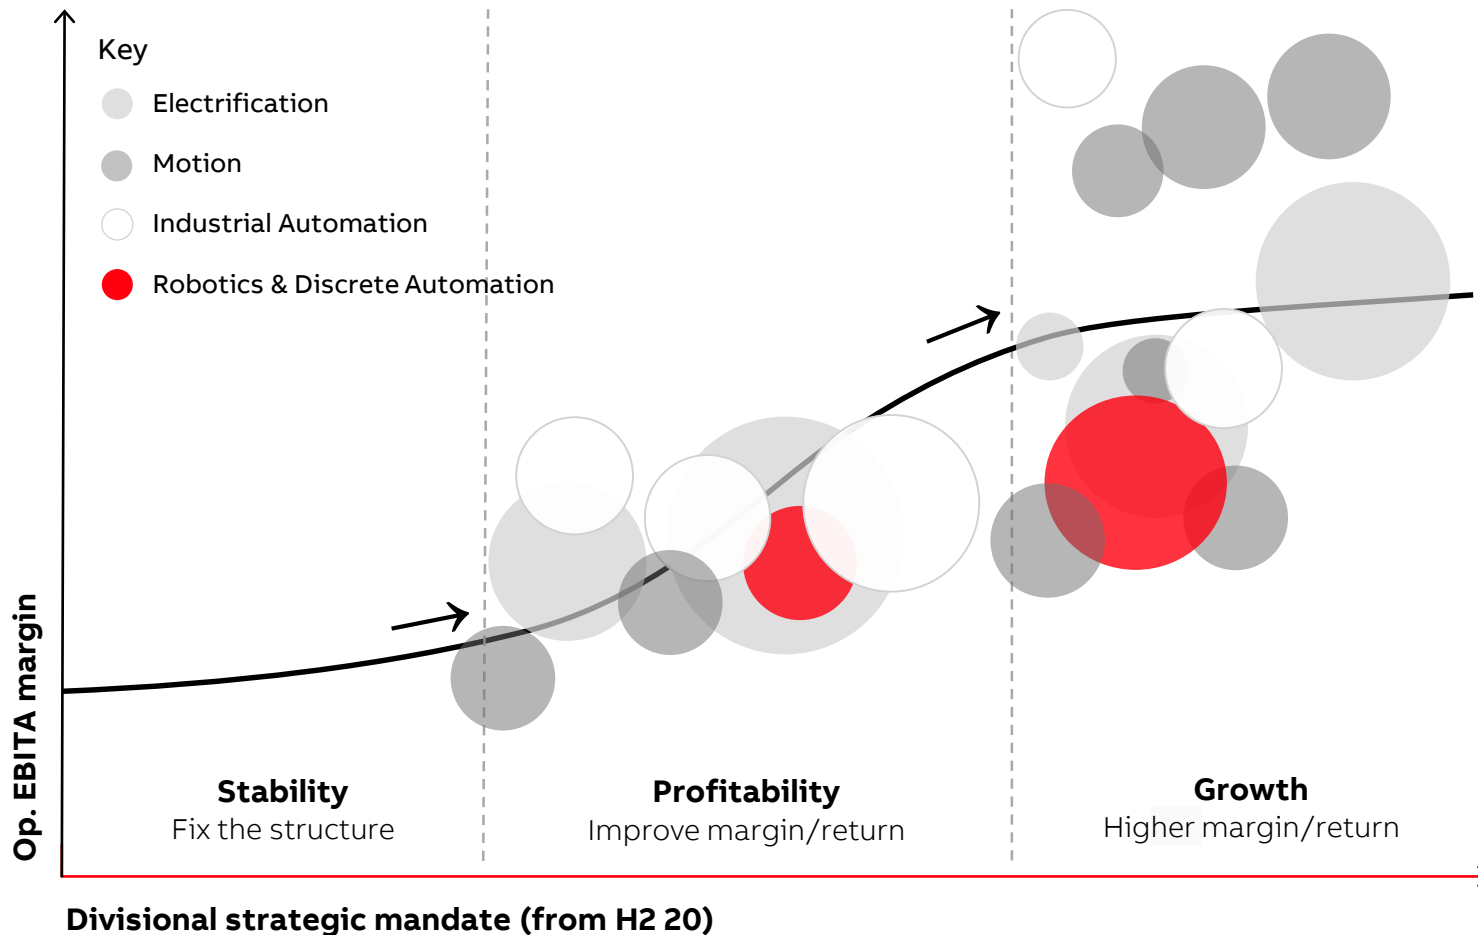 Key
Electrification
Motion
Industrial Automation
Robotics & Discrete Automation
Op. EBITA margin
Stability
Fix the structure
Profitability
Improve margin/return
Growth
Higher margin/return
Divisional strategic mandate (from H2 20)